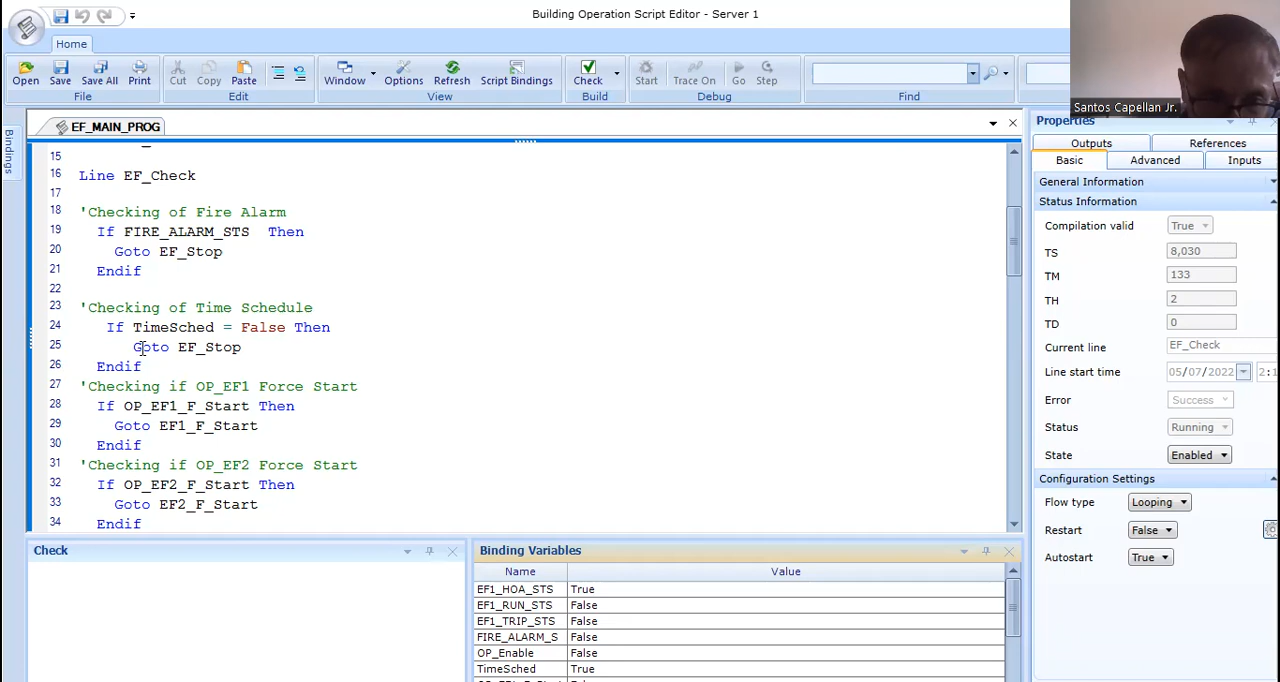 Building Operation Script Editor - Server 1
Home
Open Save Save All Print Cut Copy Paste Window Options Refresh Script Bindings Check Start Trace On Go Step
File Edit View Build Debug Find
Santos Capellan Jr.
EF_MAIN_PROG
Bindings
15
16 Line EF_Check
17
18 'Checking of Fire Alarm
19 If FIRE_ALARM_STS Then
20 Goto EF_Stop
21 Endif
22
23 'Checking of Time Schedule
24 If TimeSched = False Then
25 Goto EF_Stop
26 Endif
27 'Checking if OP_EF1 Force Start
28 If OP_EF1_F_Start Then
29 Goto EF1_F_Start
30 Endif
31 'Checking if OP_EF2 Force Start
32 If OP_EF2_F_Start Then
33 Goto EF2_F_Start
34 Endif
Properties
Outputs References
Basic Advanced Inputs
General Information
Status Information
Compilation valid True
TS 8,030
TM 133
TH 2
TD 0
Current line EF_Check
Line start time 05/07/2022
Error Success
Status Running
State Enabled
Configuration Settings
Flow type Looping
Restart False
Autostart True
Check
Binding Variables
Name Value
EF1_HOA_STS True
EF1_RUN_STS False
EF1_TRIP_STS False
FIRE_ALARM_S False
OP_Enable False
TimeSched True